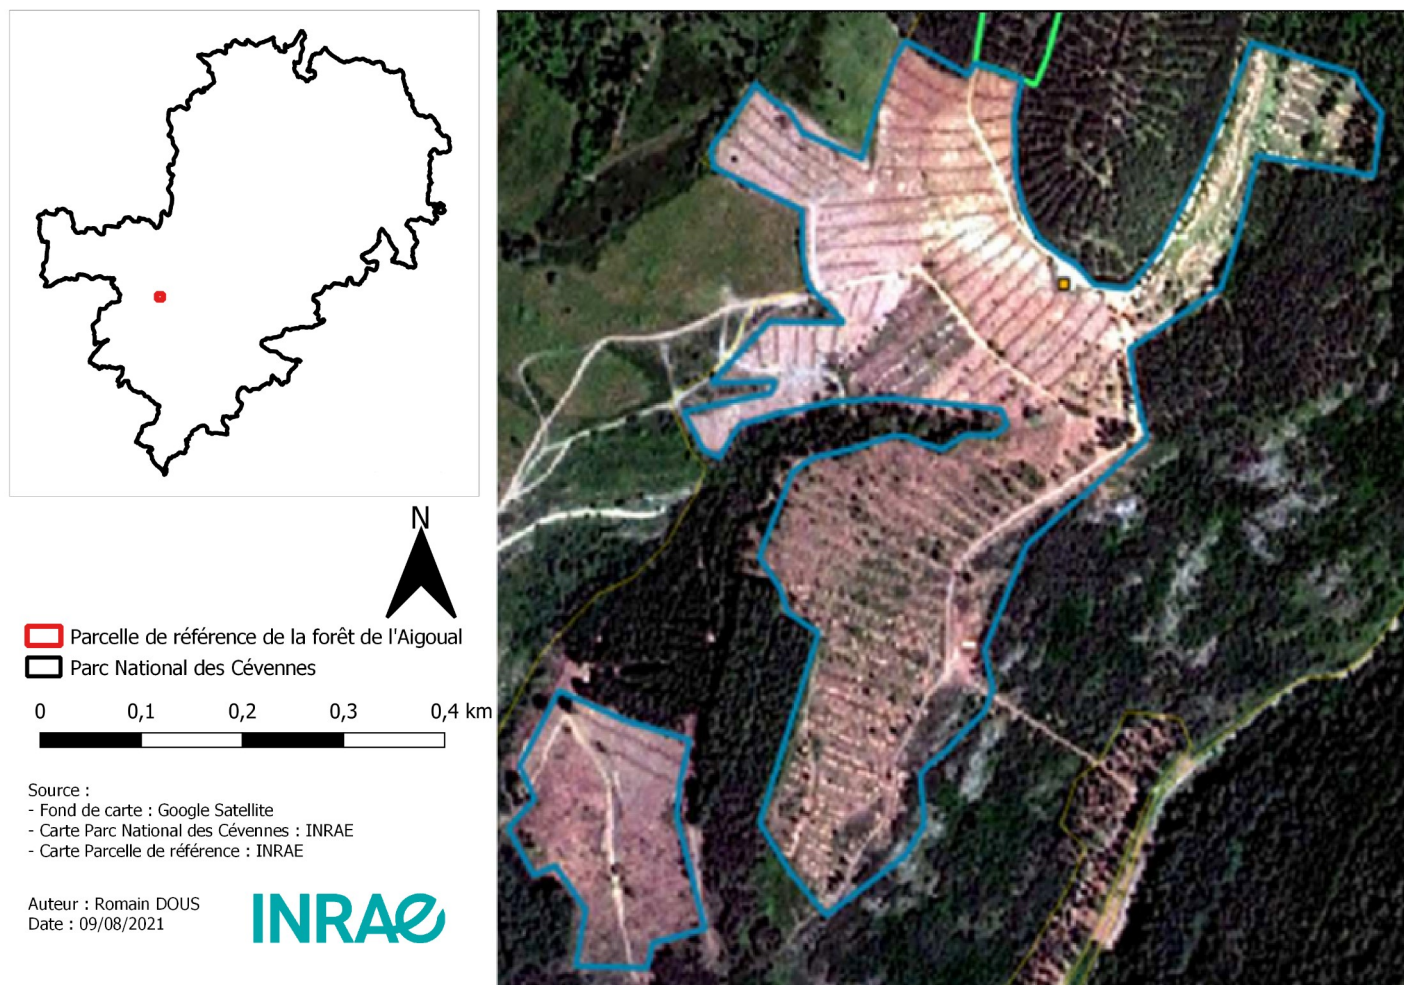 N
Parcelle de référence de la forêt de l'Aigoual
Parc National des Cévennes
0 0,1 0,2 0,3 0,4 km
Source :
- Fond de carte : Google Satellite
- Carte Parc National des Cévennes : INRAE
- Carte Parcelle de référence : INRAE
Auteur : Romain DOUS
Date : 09/08/2021
INRAE